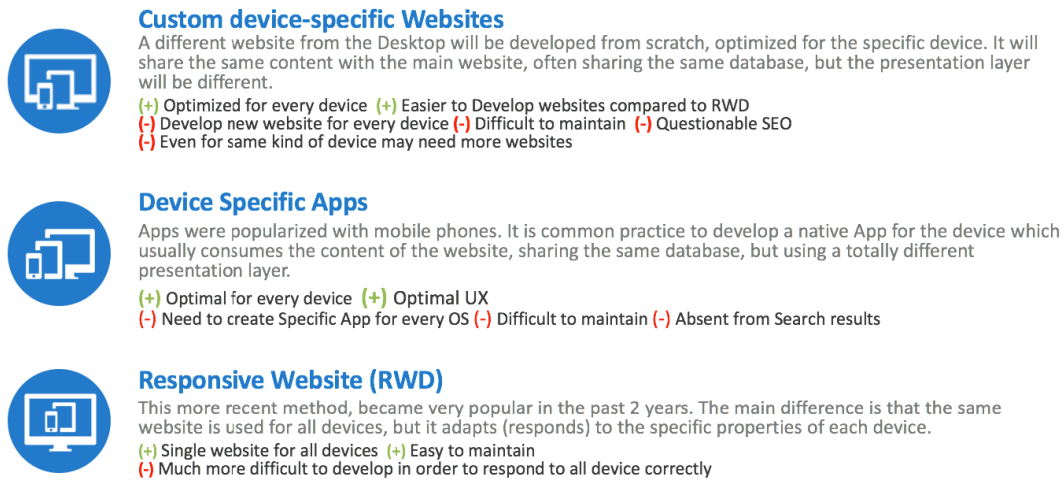 Custom device-specific Websites
A different website from the Desktop will be developed from scratch, optimized for the specific device. It will
share the same content with the main website, often sharing the same database, but the presentation layer
will be different.
(+) Optimized for every device (+) Easier to Develop websites compared to RWD
(-) Develop new website for every device (-) Difficult to maintain (-) Questionable SEO
(-) Even for same kind of device may need more websites
Device Specific Apps
Apps were popularized with mobile phones. It is common practice to develop a native App for the device which
usually consumes the content of the website, sharing the same database, but using a totally different
presentation layer.
(+) Optimal for every device (+) Optimal UX
(-) Need to create Specific App for every OS (-) Difficult to maintain (-) Absent from Search results
Responsive Website (RWD)
This more recent method, became very popular in the past 2 years. The main difference is that the same
website is used for all devices, but it adapts (responds) to the specific properties of each device.
(+) Single website for all devices (+) Easy to maintain
(-) Much more difficult to develop in order to respond to all device correctly